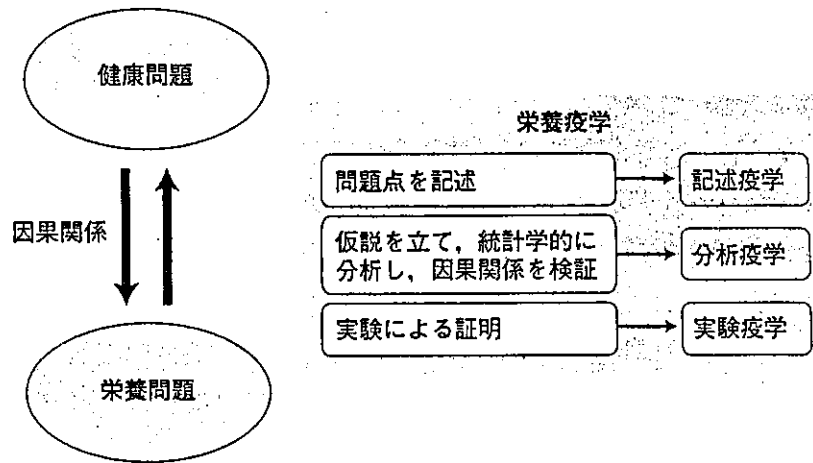 健康問題
因果関係
栄養問題
栄養疫学
問題点を記述
記述疫学
仮説を立て，統計学的に
分析し，因果関係を検証
分析疫学
実験による証明
実験疫学